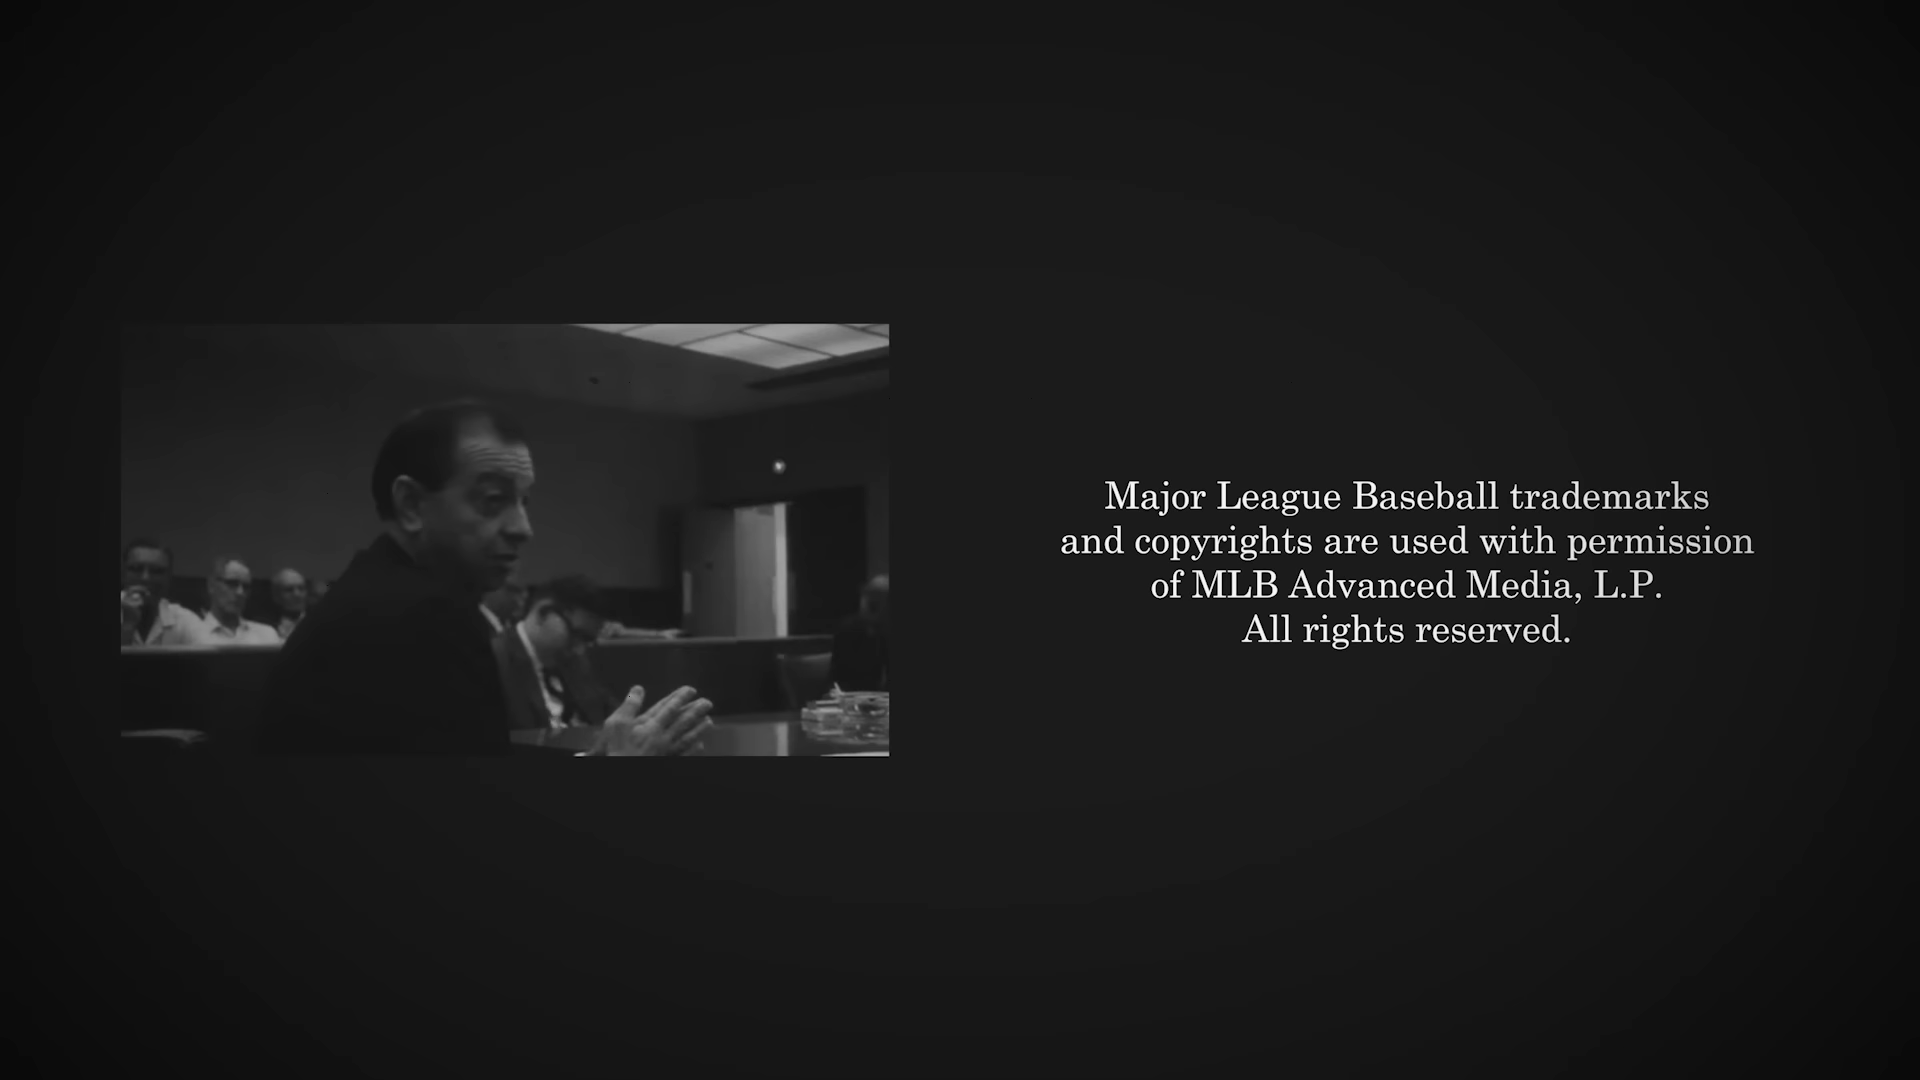 Major League Baseball trademarks
and copyrights are used with permission
of MLB Advanced Media, L.P.
All rights reserved.